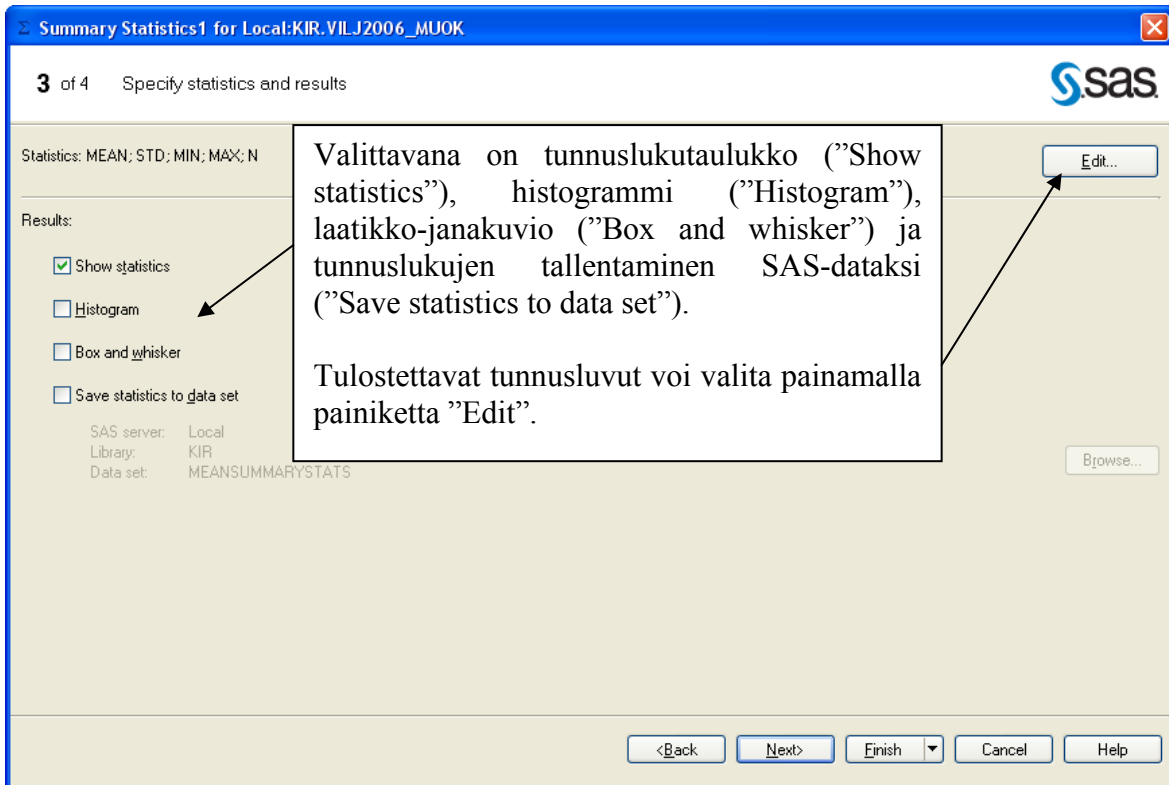 Σ Summary Statistics1 for Local:KIR.VILJ2006_MUOK
3 of 4 Specify statistics and results
sas
Statistics: MEAN; STD; MIN; MAX; N
Edit...
Results:
Show statistics
Histogram
Box and whisker
Save statistics to data set
SAS server: Local
Library: KIR
Data set: MEANSUMMARYSTATS
Browse...
Valittavana on tunnuslukutaulukko (”Show
statistics”), histogrammi (”Histogram”),
laatikko-janakuvio (”Box and whisker”) ja
tunnuslukujen tallentaminen SAS-dataksi
(”Save statistics to data set”).
Tulostettavat tunnusluvut voi valita painamalla
painiketta ”Edit”.
<Back Next> Finish Cancel Help